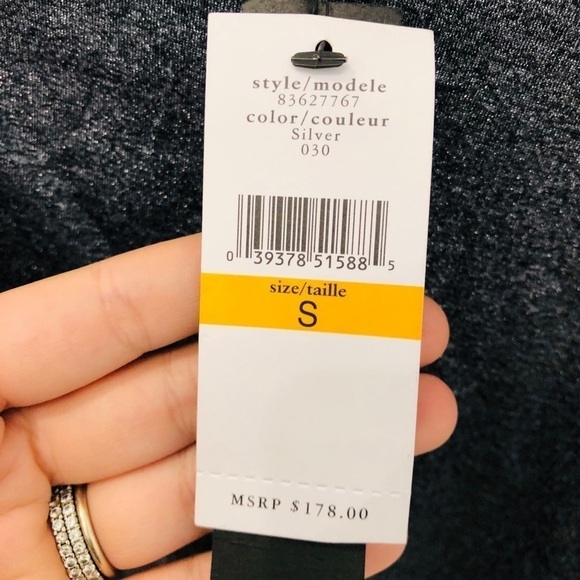 style/modele
83627767
color/couleur
Silver
030
0 39378 51588 5
size/taille
S
MSRP $178.00